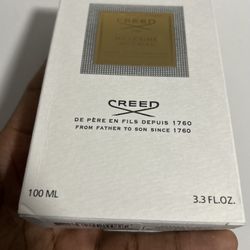 CREED
DE PÈRE EN FILS DEPUIS 1760
FROM FATHER TO SON SINCE 1760
100 ML
3.3 FL.OZ.